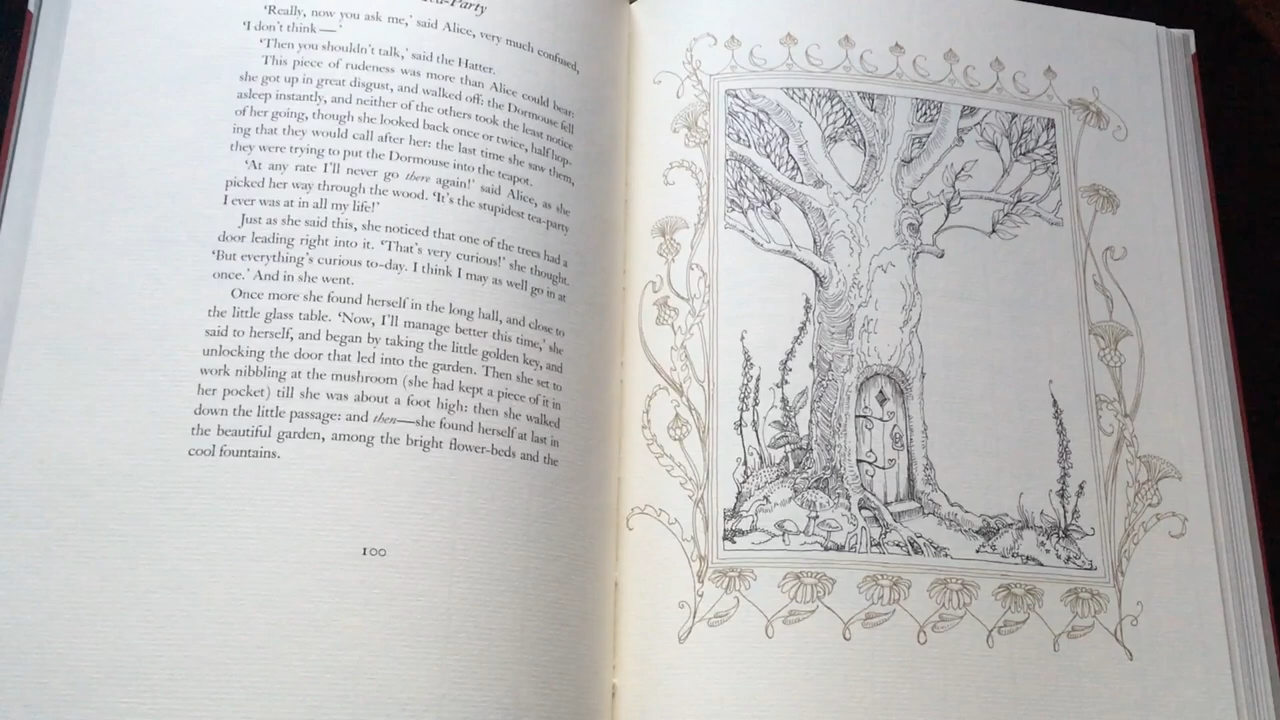 Tea-Party
‘Really, now you ask me,’ said Alice, very much confused,
‘I don’t think—’
‘Then you shouldn’t talk,’ said the Hatter.
This piece of rudeness was more than Alice could bear:
she got up in great disgust, and walked off: the Dormouse fell
asleep instantly, and neither of the others took the least notice
of her going, though she looked back once or twice, half hop-
ing that they would call after her: the last time she saw them,
they were trying to put the Dormouse into the teapot.
‘At any rate I’ll never go there again!’ said Alice, as she
picked her way through the wood. ‘It’s the stupidest tea-party
I ever was at in all my life!’
Just as she said this, she noticed that one of the trees had a
door leading right into it. ‘That’s very curious!’ she thought.
‘But everything’s curious to-day. I think I may as well go in at
once.’ And in she went.
Once more she found herself in the long hall, and close to
the little glass table. ‘Now, I’ll manage better this time,’ she
said to herself, and began by taking the little golden key, and
unlocking the door that led into the garden. Then she set to
work nibbling at the mushroom (she had kept a piece of it in
her pocket) till she was about a foot high: then she walked
down the little passage: and then—she found herself at last in
the beautiful garden, among the bright flower-beds and the
cool fountains.
100